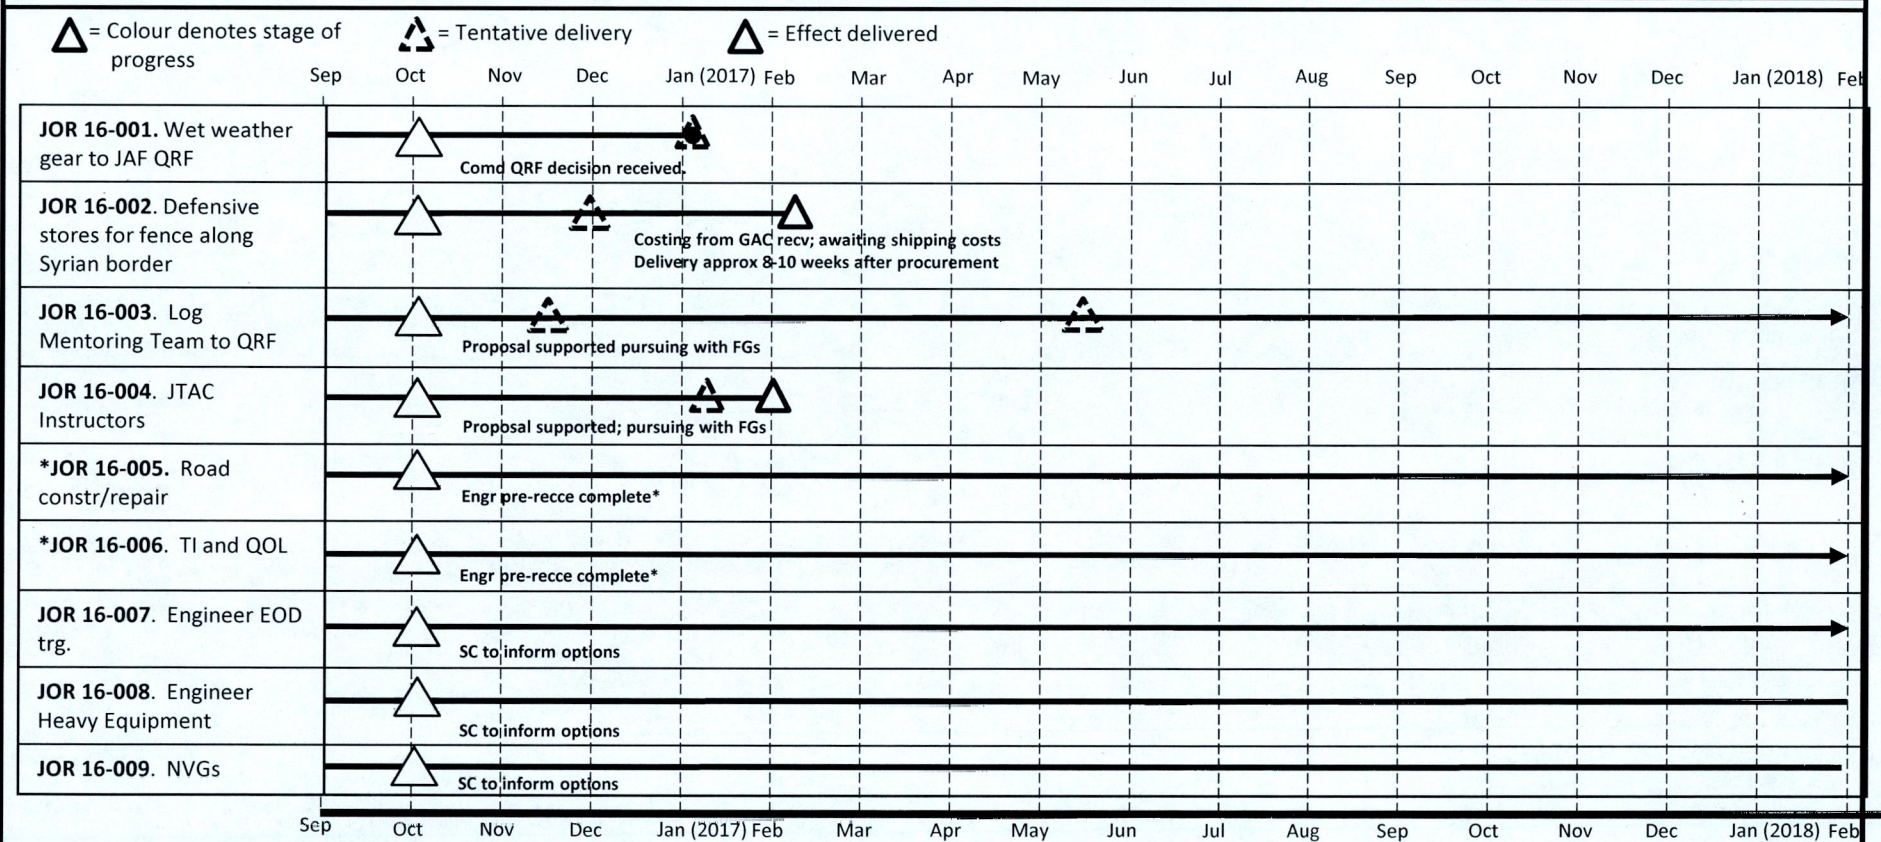 = Colour denotes stage of
progress
= Tentative delivery
= Effect delivered
Sep Oct Nov Dec Jan (2017) Feb Mar Apr May Jun Jul Aug Sep Oct Nov Dec Jan (2018) Feb
JOR 16-001. Wet weather
gear to JAF QRF
Comd QRF decision received.
JOR 16-002. Defensive
stores for fence along
Syrian border
Costing from GAC recv; awaiting shipping costs
Delivery approx 8-10 weeks after procurement
JOR 16-003. Log
Mentoring Team to QRF
Proposal supported pursuing with FGs
JOR 16-004. JTAC
Instructors
Proposal supported; pursuing with FGs
*JOR 16-005. Road
constr/repair
Engr pre-recce complete*
*JOR 16-006. TI and QOL
Engr pre-recce complete*
JOR 16-007. Engineer EOD
trg.
SC to inform options
JOR 16-008. Engineer
Heavy Equipment
SC to inform options
JOR 16-009. NVGs
SC to inform options
Sep Oct Nov Dec Jan (2017) Feb Mar Apr May Jun Jul Aug Sep Oct Nov Dec Jan (2018) Feb